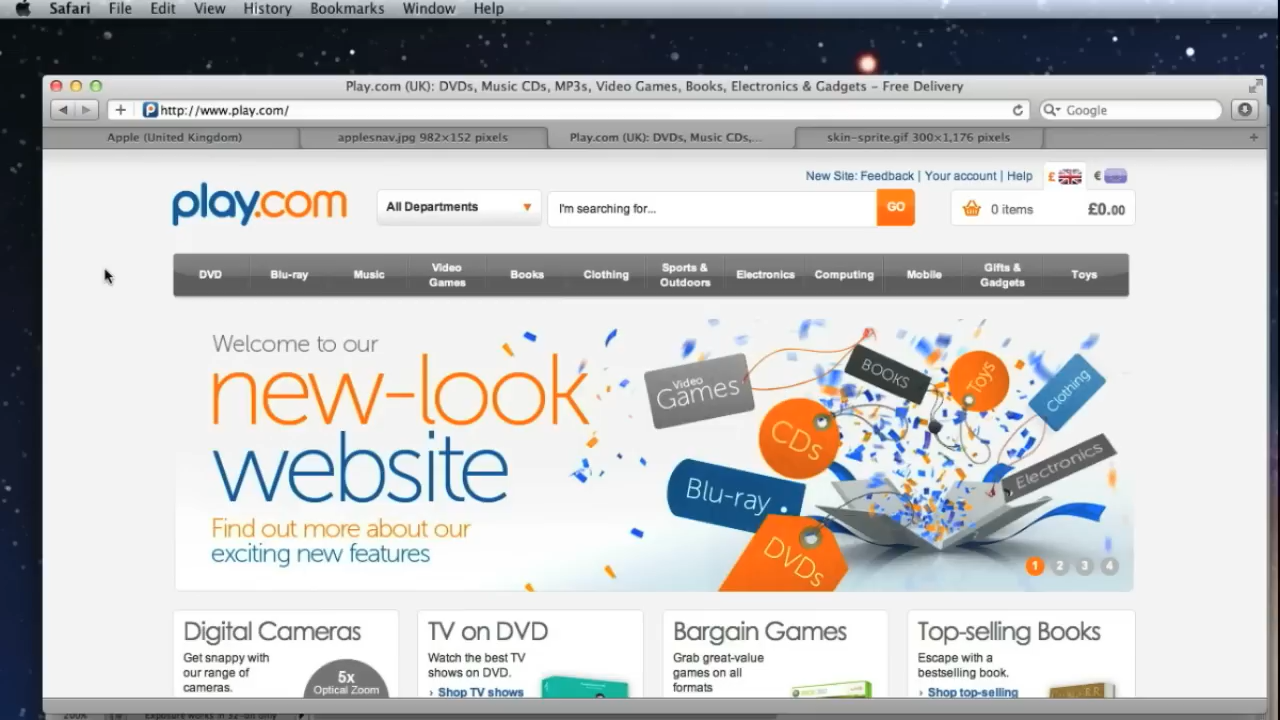 Safari File Edit View History Bookmarks Window Help
Play.com (UK): DVDs, Music CDs, MP3s, Video Games, Books, Electronics & Gadgets – Free Delivery
http://www.play.com/
Google
Apple (United Kingdom)
applesnav.jpg 982×152 pixels
Play.com (UK): DVDs, Music CDs,...
skin-sprite.gif 300×1,176 pixels
New Site: Feedback | Your account | Help
£
€
play.com
All Departments
I'm searching for...
GO
0 items
£0.00
DVD
Blu-ray
Music
Video
Games
Books
Clothing
Sports &
Outdoors
Electronics
Computing
Mobile
Gifts &
Gadgets
Toys
Welcome to our
new-look
website
Find out more about our
exciting new features
Video
Games
BOOKS
Toys
Clothing
CDs
Electronics
Blu-ray
DVDs
1 2 3 4
Digital Cameras
Get snappy with
our range of
cameras.
5x
Optical Zoom
TV on DVD
Watch the best TV
shows on DVD.
› Shop TV shows
Bargain Games
Grab great-value
games on all
formats
Top-selling Books
Escape with a
bestselling book.
› Shop top-selling
200%
Exposure works in 32-bit only